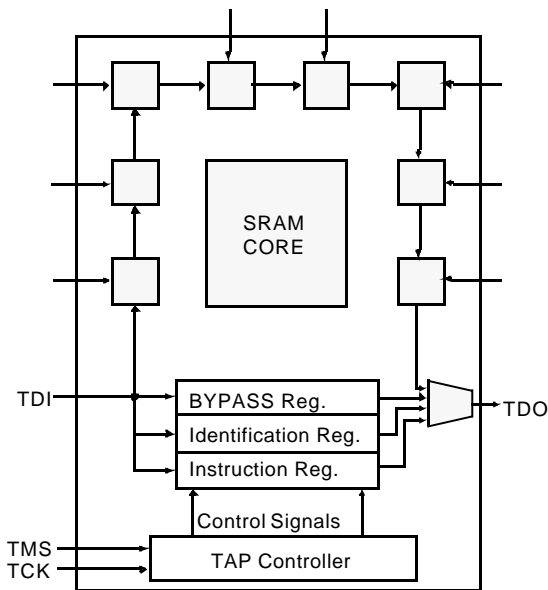 SRAM
CORE
TDI
BYPASS Reg.
Identification Reg.
Instruction Reg.
TDO
Control Signals
TMS
TCK
TAP Controller